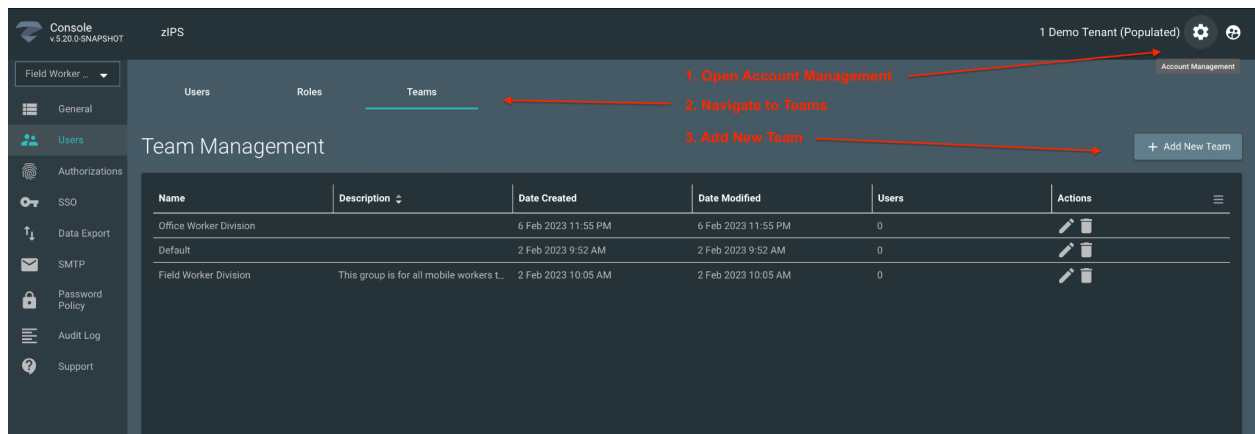 Console
v.5.20.0-SNAPSHOT
zIPS
1 Demo Tenant (Populated)
Account Management
Field Worker ...
1. Open Account Management
Users Roles Teams
2. Navigate to Teams
General
Users
Team Management
3. Add New Team
+ Add New Team
Authorizations
SSO
Data Export
SMTP
Password
Policy
Audit Log
Support
Name Description Date Created Date Modified Users Actions
Office Worker Division 6 Feb 2023 11:55 PM 6 Feb 2023 11:55 PM 0
Default 2 Feb 2023 9:52 AM 2 Feb 2023 9:52 AM 0
Field Worker Division This group is for all mobile workers t... 2 Feb 2023 10:05 AM 2 Feb 2023 10:05 AM 0